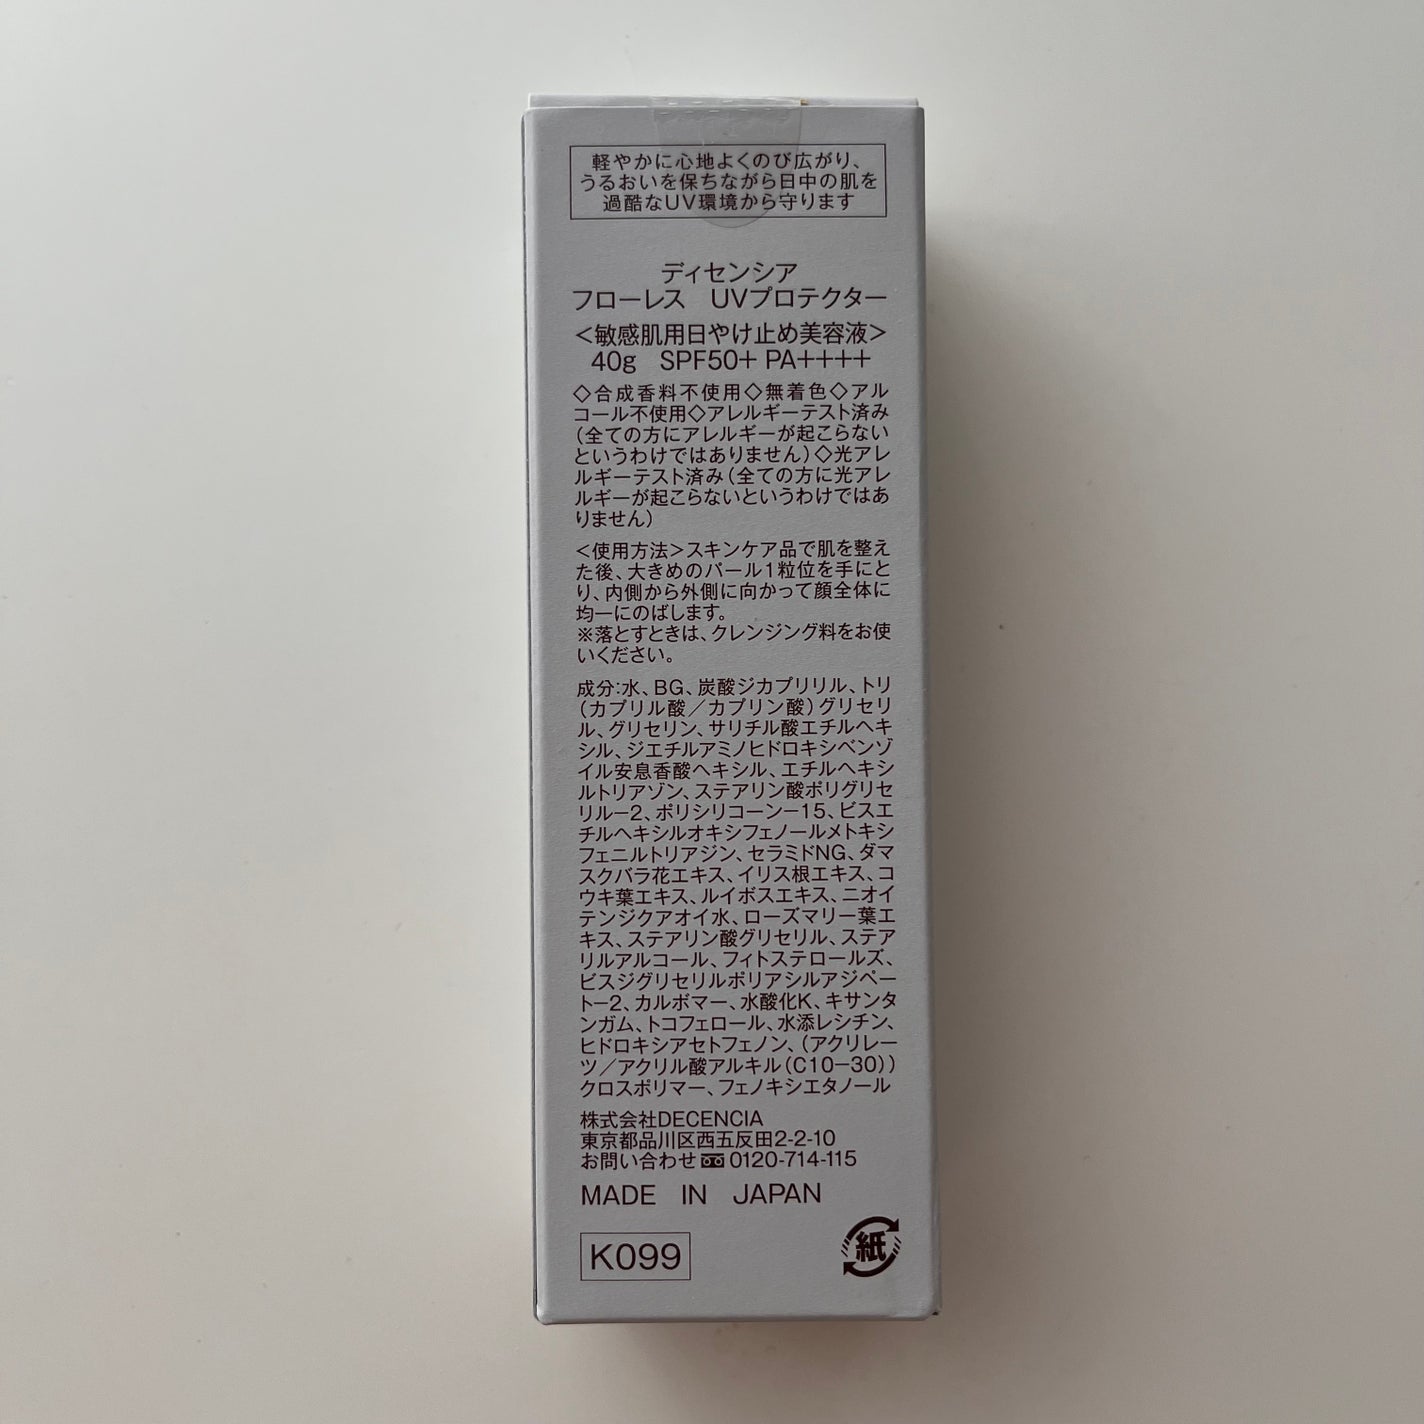 軽やかに心地よくのび広がり、
うるおいを保ちながら日中の肌を
過酷なUV環境から守ります
ディセンシア
フローレス　UVプロテクター
＜敏感肌用日やけ止め美容液＞
40g　SPF50+ PA++++
◇合成香料不使用◇無着色◇アル
コール不使用◇アレルギーテスト済み
（全ての方にアレルギーが起こらない
というわけではありません）◇光アレ
ルギーテスト済み（全ての方に光アレ
ルギーが起こらないというわけではあ
りません）
＜使用方法＞スキンケア品で肌を整え
た後、大きめのパール1粒位を手にと
り、内側から外側に向かって顔全体に
均一にのばします。
※落とすときは、クレンジング料をお使
いください。
成分：水、BG、炭酸ジカプリリル、トリ
（カプリル酸／カプリン酸）グリセリ
ル、グリセリン、サリチル酸エチルヘキ
シル、ジエチルアミノヒドロキシベンゾ
イル安息香酸ヘキシル、エチルヘキシ
ルトリアゾン、ステアリン酸ポリグリセ
リル－2、ポリシリコーン－15、ビスエ
チルヘキシルオキシフェノールメトキシ
フェニルトリアジン、セラミドNG、ダマ
スクバラ花エキス、イリス根エキス、コ
ウキ葉エキス、ルイボスエキス、ニオイ
テンジクアオイ水、ローズマリー葉エ
キス、ステアリン酸グリセリル、ステア
リルアルコール、フィトステロールズ、
ビスジグリセリルポリアシルアジペー
ト－2、カルボマー、水酸化K、キサンタ
ンガム、トコフェロール、水添レシチン、
ヒドロキシアセトフェノン、（アクリレー
ツ／アクリル酸アルキル（C10－30））
クロスポリマー、フェノキシエタノール
株式会社DECENCIA
東京都品川区西五反田2-2-10
お問い合わせ 0120-714-115
MADE IN JAPAN
K099
紙